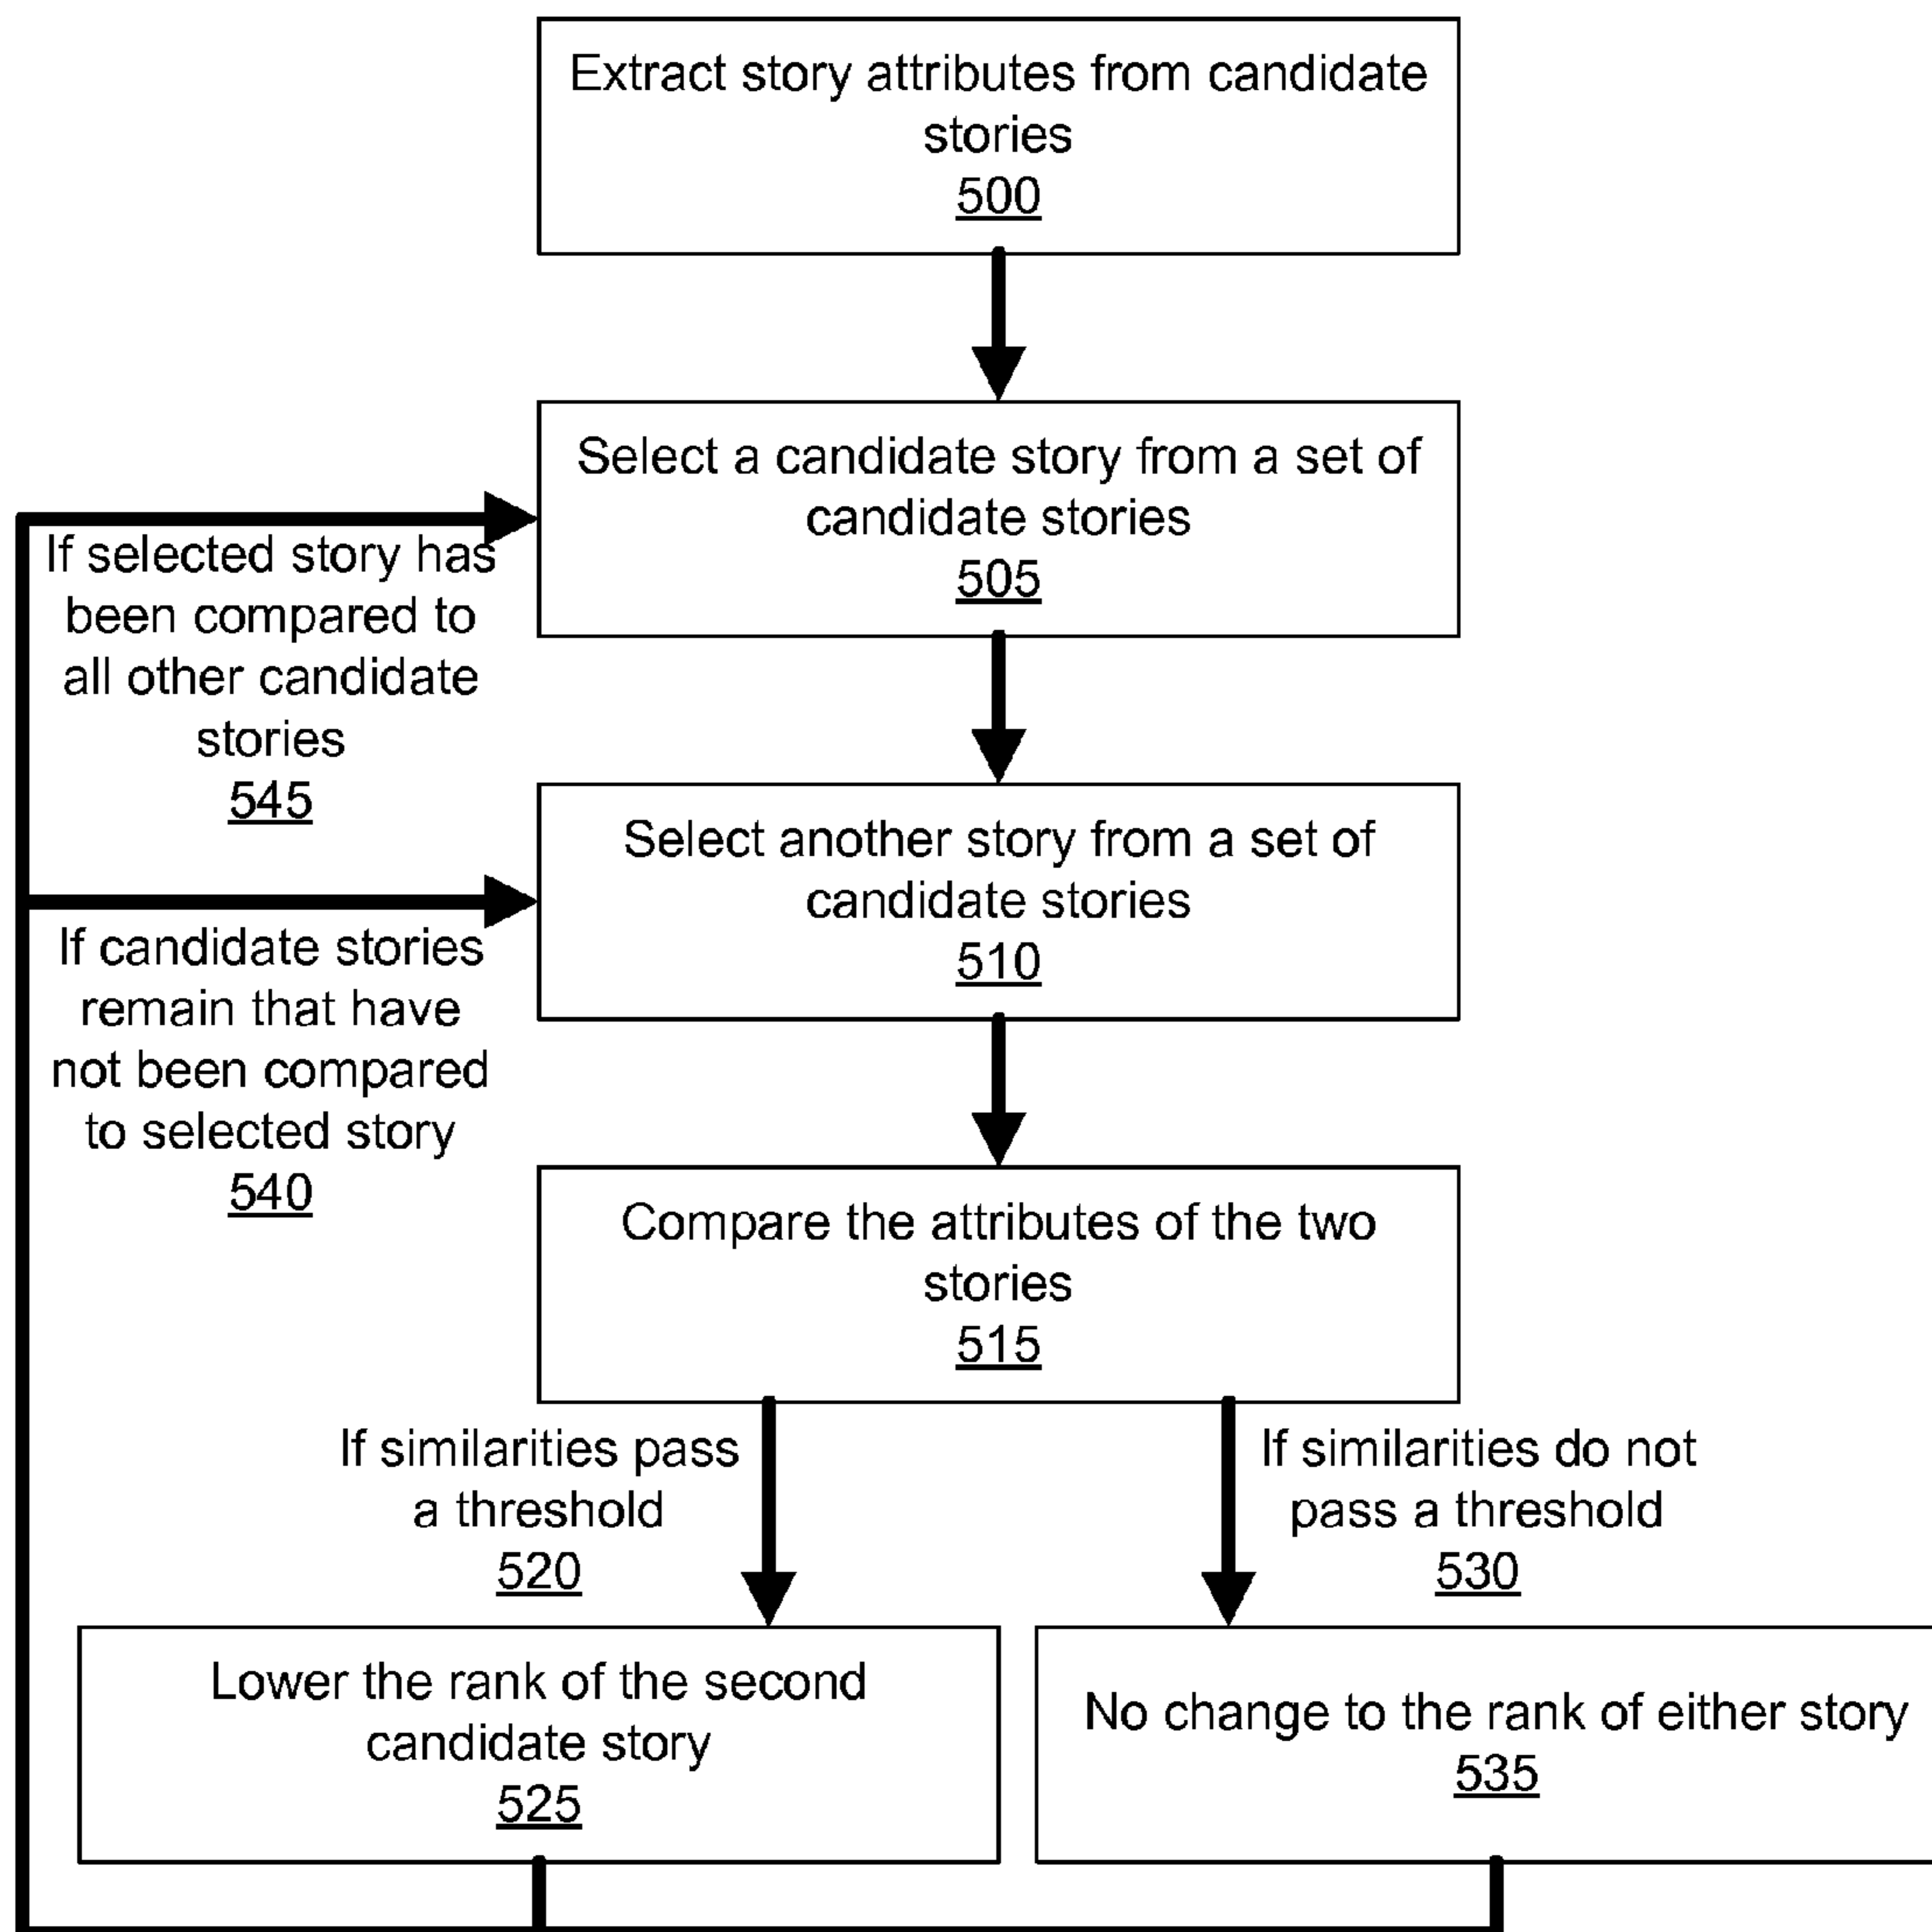 Extract story attributes from candidate
stories
500
Select a candidate story from a set of
candidate stories
505
If selected story has
been compared to
all other candidate
stories
545
Select another story from a set of
candidate stories
510
If candidate stories
remain that have
not been compared
to selected story
540
Compare the attributes of the two
stories
515
If similarities pass
a threshold
520
If similarities do not
pass a threshold
530
Lower the rank of the second
candidate story
525
No change to the rank of either story
535